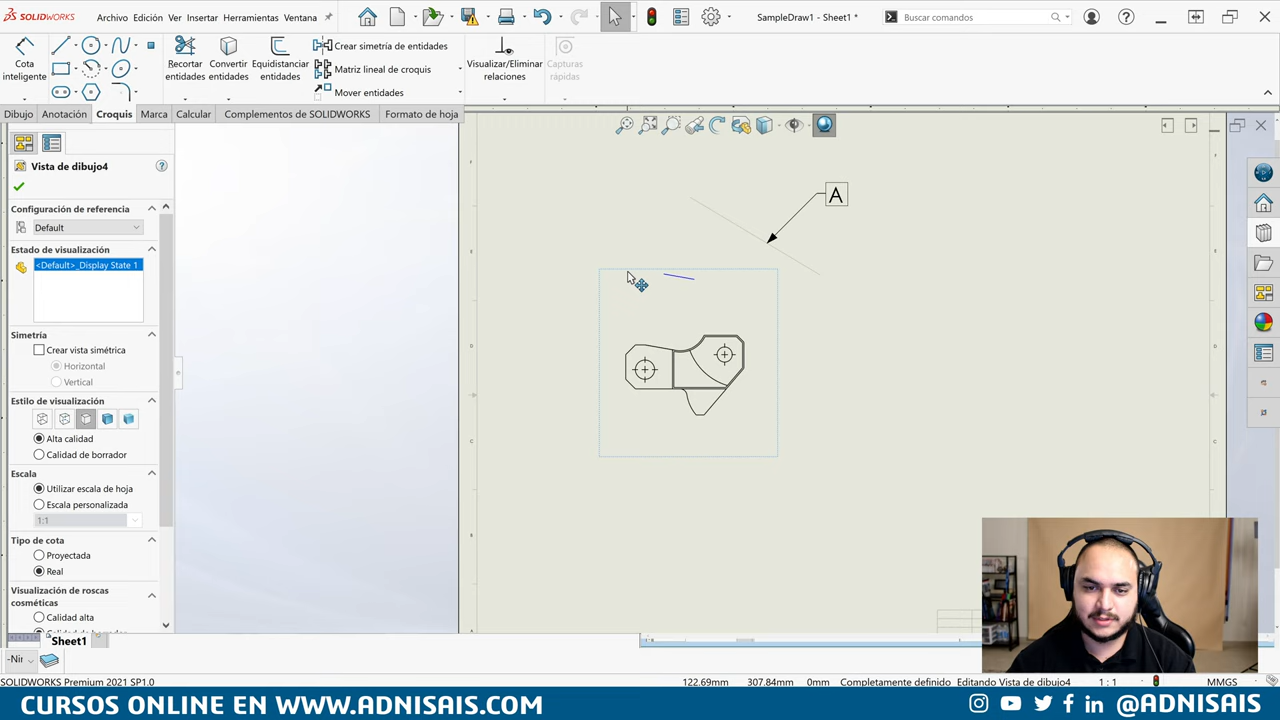 SOLIDWORKS
Archivo Edición Ver Insertar Herramientas Ventana
SampleDraw1 - Sheet1 *
Buscar comandos
Cota inteligente
Recortar entidades
Convertir entidades
Equidistanciar entidades
Crear simetría de entidades
Matriz lineal de croquis
Mover entidades
Visualizar/Eliminar relaciones
Capturas rápidas
Dibujo Anotación Croquis Marca Calcular Complementos de SOLIDWORKS Formato de hoja
Vista de dibujo4
Configuración de referencia
Default
Estado de visualización
<Default>_Display State 1
Simetría
Crear vista simétrica
Horizontal
Vertical
Estilo de visualización
Alta calidad
Calidad de borrador
Escala
Utilizar escala de hoja
Escala personalizada
1:1
Tipo de cota
Proyectada
Real
Visualización de roscas
cosméticas
Calidad alta
A
Sheet1
SOLIDWORKS Premium 2021 SP1.0
122.69mm 307.84mm 0mm Completamente definido Editando Vista de dibujo4 1 : 1 MMGS
CURSOS ONLINE EN WWW.ADNISAIS.COM
@ADNISAIS